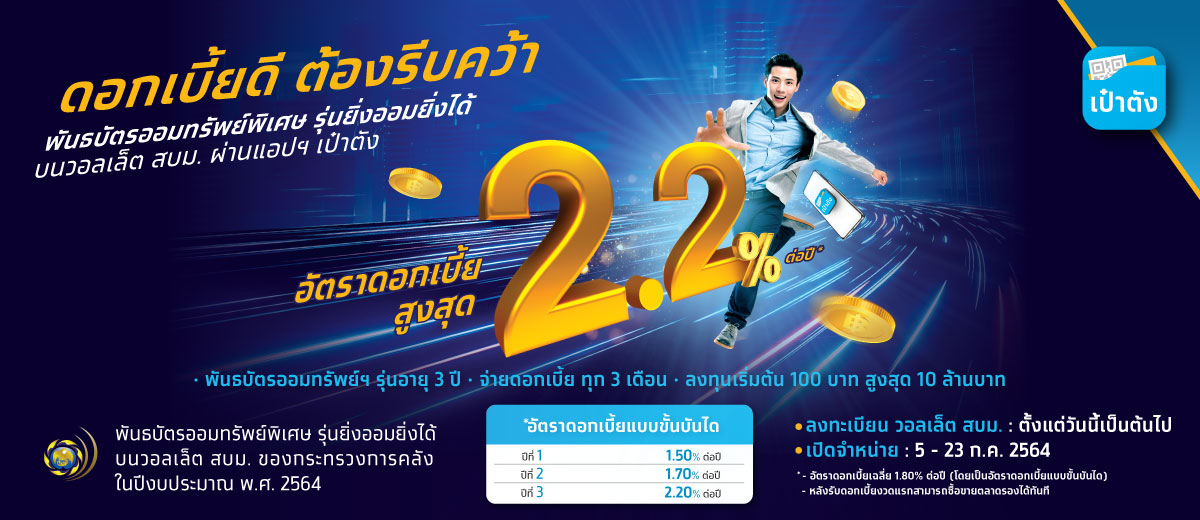 ดอกเบี้ยดี ต้องรีบคว้า
พันธบัตรออมทรัพย์พิเศษ รุ่นยิ่งออมยิ่งได้
บนวอลเล็ต สบม. ผ่านแอปฯ เป๋าตัง
เป๋าตัง
อัตราดอกเบี้ย
สูงสุด
2.2% ต่อปี*
· พันธบัตรออมทรัพย์ฯ รุ่นอายุ 3 ปี · จ่ายดอกเบี้ย ทุก 3 เดือน · ลงทุนเริ่มต้น 100 บาท สูงสุด 10 ล้านบาท
พันธบัตรออมทรัพย์พิเศษ รุ่นยิ่งออมยิ่งได้
บนวอลเล็ต สบม. ของกระทรวงการคลัง
ในปีงบประมาณ พ.ศ. 2564
*อัตราดอกเบี้ยแบบขั้นบันได
ปีที่ 1 1.50% ต่อปี
ปีที่ 2 1.70% ต่อปี
ปีที่ 3 2.20% ต่อปี
• ลงทะเบียน วอลเล็ต สบม. : ตั้งแต่วันนี้เป็นต้นไป
• เปิดจำหน่าย : 5 - 23 ก.ค. 2564
* - อัตราดอกเบี้ยเฉลี่ย 1.80% ต่อปี (โดยเป็นอัตราดอกเบี้ยแบบขั้นบันได)
- หลังรับดอกเบี้ยงวดแรกสามารถซื้อขายตลาดรองได้ทันที